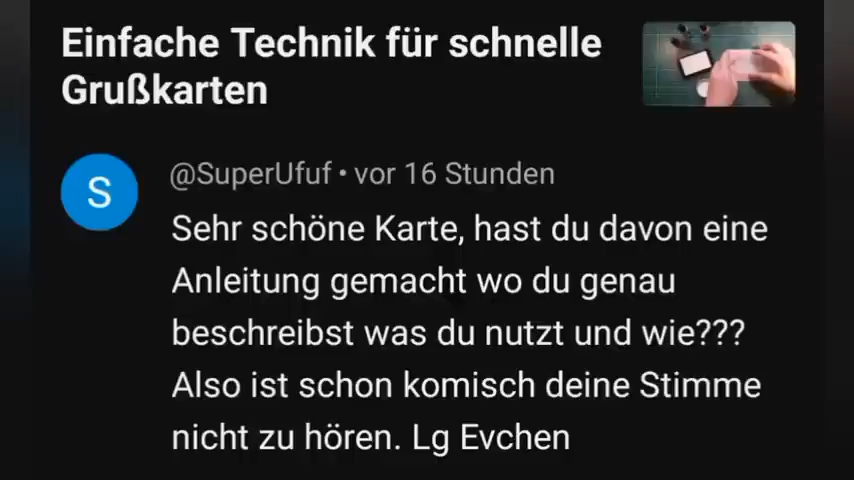 Einfache Technik für schnelle
Grußkarten
S
@SuperUfuf • vor 16 Stunden
Sehr schöne Karte, hast du davon eine
Anleitung gemacht wo du genau
beschreibst was du nutzt und wie???
Also ist schon komisch deine Stimme
nicht zu hören. Lg Evchen